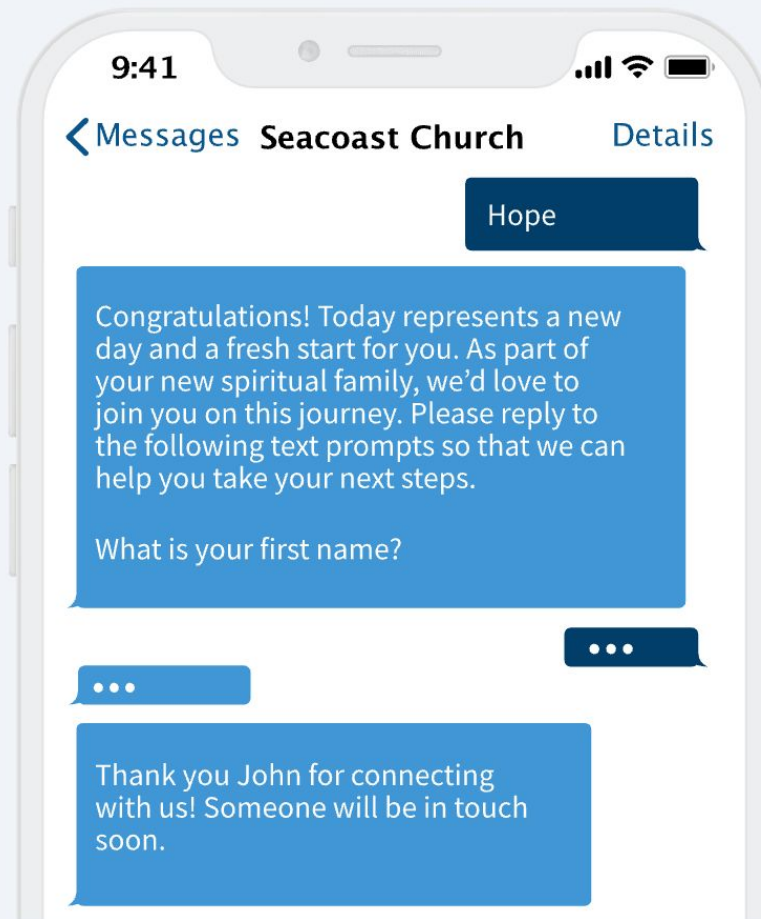 9:41
Messages Seacoast Church Details
Hope
Congratulations! Today represents a new
day and a fresh start for you. As part of
your new spiritual family, we’d love to
join you on this journey. Please reply to
the following text prompts so that we can
help you take your next steps.
What is your first name?
•••
•••
Thank you John for connecting
with us! Someone will be in touch
soon.